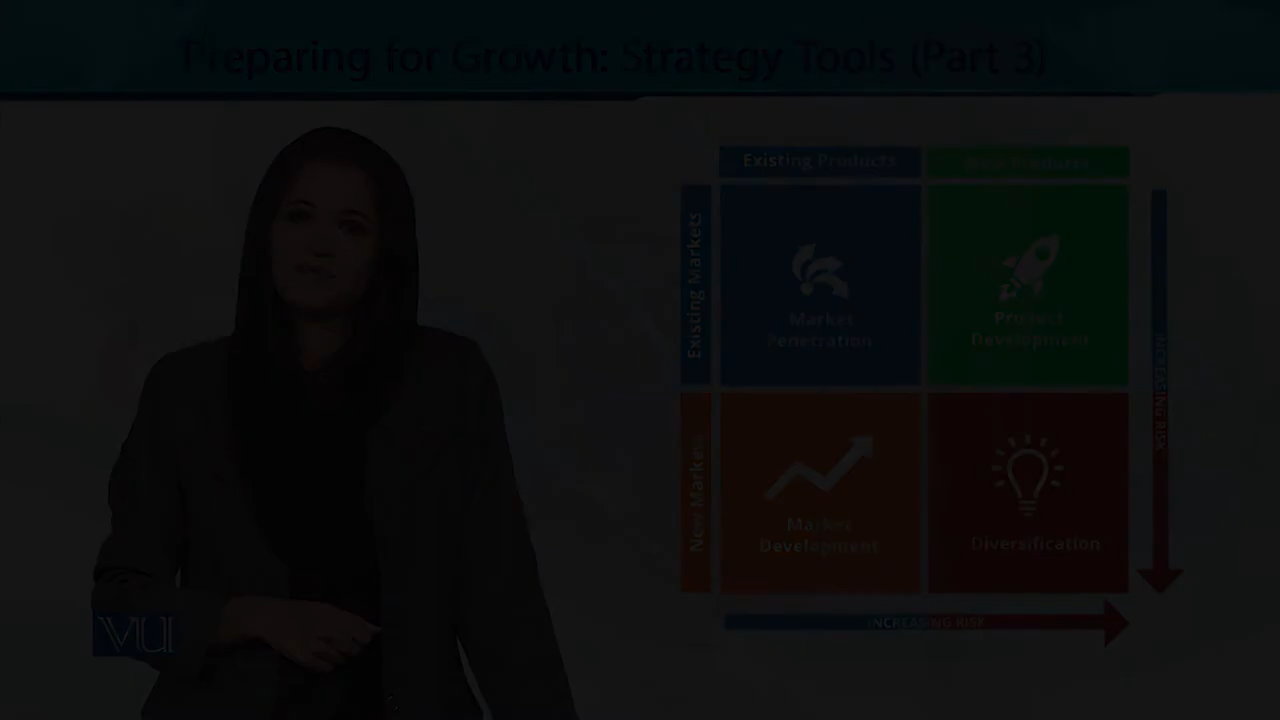 Preparing for Growth: Strategy Tools (Part 3)
Existing Products
New Products
Existing Markets
Market
Penetration
Product
Development
New Markets
Market
Development
Diversification
INCREASING RISK
INCREASING RISK
VU